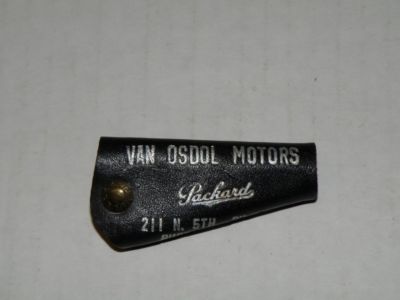 VAN OSDOL MOTORS
Packard
211 N. 5TH